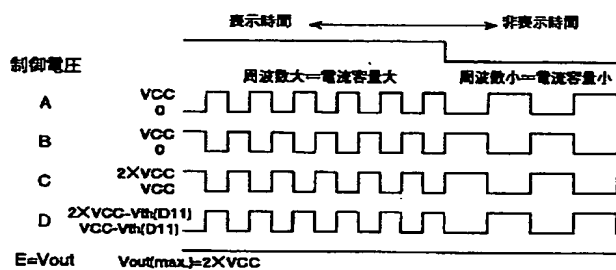 表示時間 非表示時間
制御電圧
周波数大=電流容量大 周波数小=電流容量小
A VCC
0
B VCC
0
C 2×VCC
VCC
D 2×VCC-Vth(D11)
VCC-Vth(D11)
E=Vout Vout(max.)=2×VCC